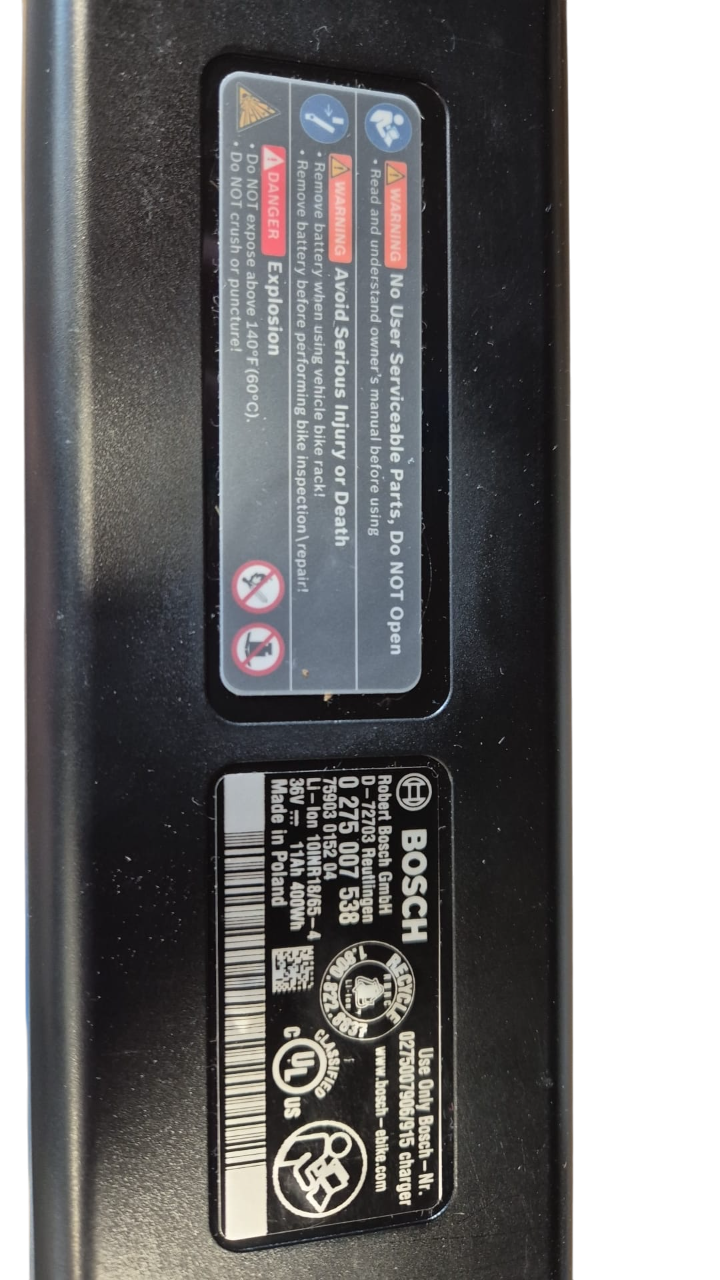 WARNING No User Serviceable Parts, Do NOT Open
• Read and understand owner's manual before using
WARNING Avoid Serious Injury or Death
• Remove battery when using vehicle bike rack!
• Remove battery before performing bike inspection\repair!
DANGER Explosion
• Do NOT expose above 140°F(60°C).
• Do NOT crush or puncture!
BOSCH
Robert Bosch GmbH
D-72703 Reutlingen
0 275 007 538
75903 0152 04
Li-Ion 10INR18/65-4
36V 11Ah 400Wh
Made in Poland
RECYCLE
RBRC
Li-Ion
1.800.822.8837
Use Only Bosch-Nr.
0275007906/915 charger
www.bosch-ebike.com
CLASSIFIED
C UL US